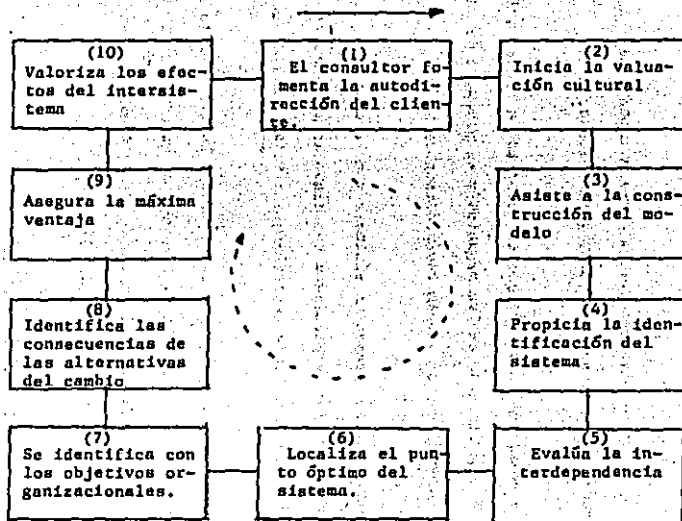 (10)
Valoriza los efec-
tos del intersis-
tema
(1)
El consultor fo-
menta la autodi-
rección del clien-
te.
(2)
Inicia la valua-
ción cultural
(9)
Asegura la máxima
ventaja
(3)
Asiste a la cons-
trucción del mo-
delo
(8)
Identifica las
consecuencias de
las alternativas
del cambio
(4)
Propicia la iden-
tificación del
sistema.
(7)
Se identifica con
los objetivos or-
ganizacionales.
(6)
Localiza el pun-
to óptimo del
sistema.
(5)
Evalúa la in-
terdependencia